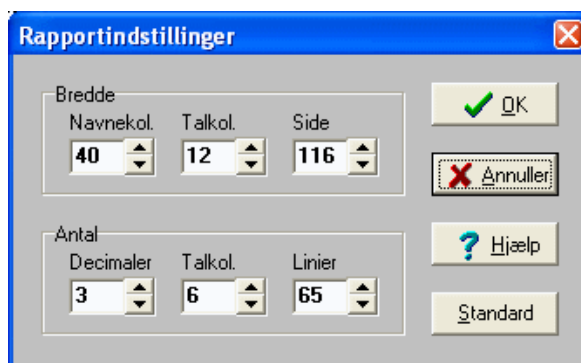 Rapportindstillinger
Bredde
Navnekol. Talkol. Side
40 12 116
Antal
Decimaler Talkol. Linier
3 6 65
OK
Annuller
Hjælp
Standard